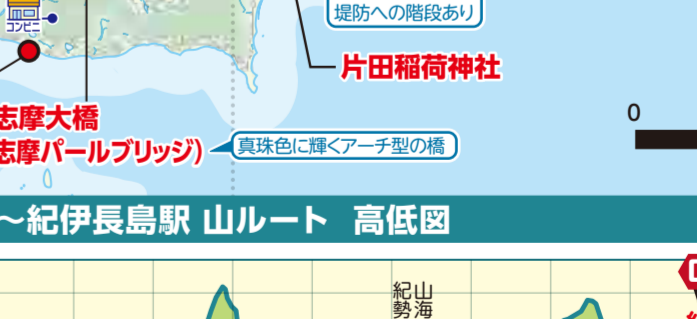 堤防への階段あり
コンビニ
片田稲荷神社
志摩大橋
志摩パールブリッジ)
真珠色に輝くアーチ型の橋
0
～紀伊長島駅 山ルート 高低図
山海
紀勢